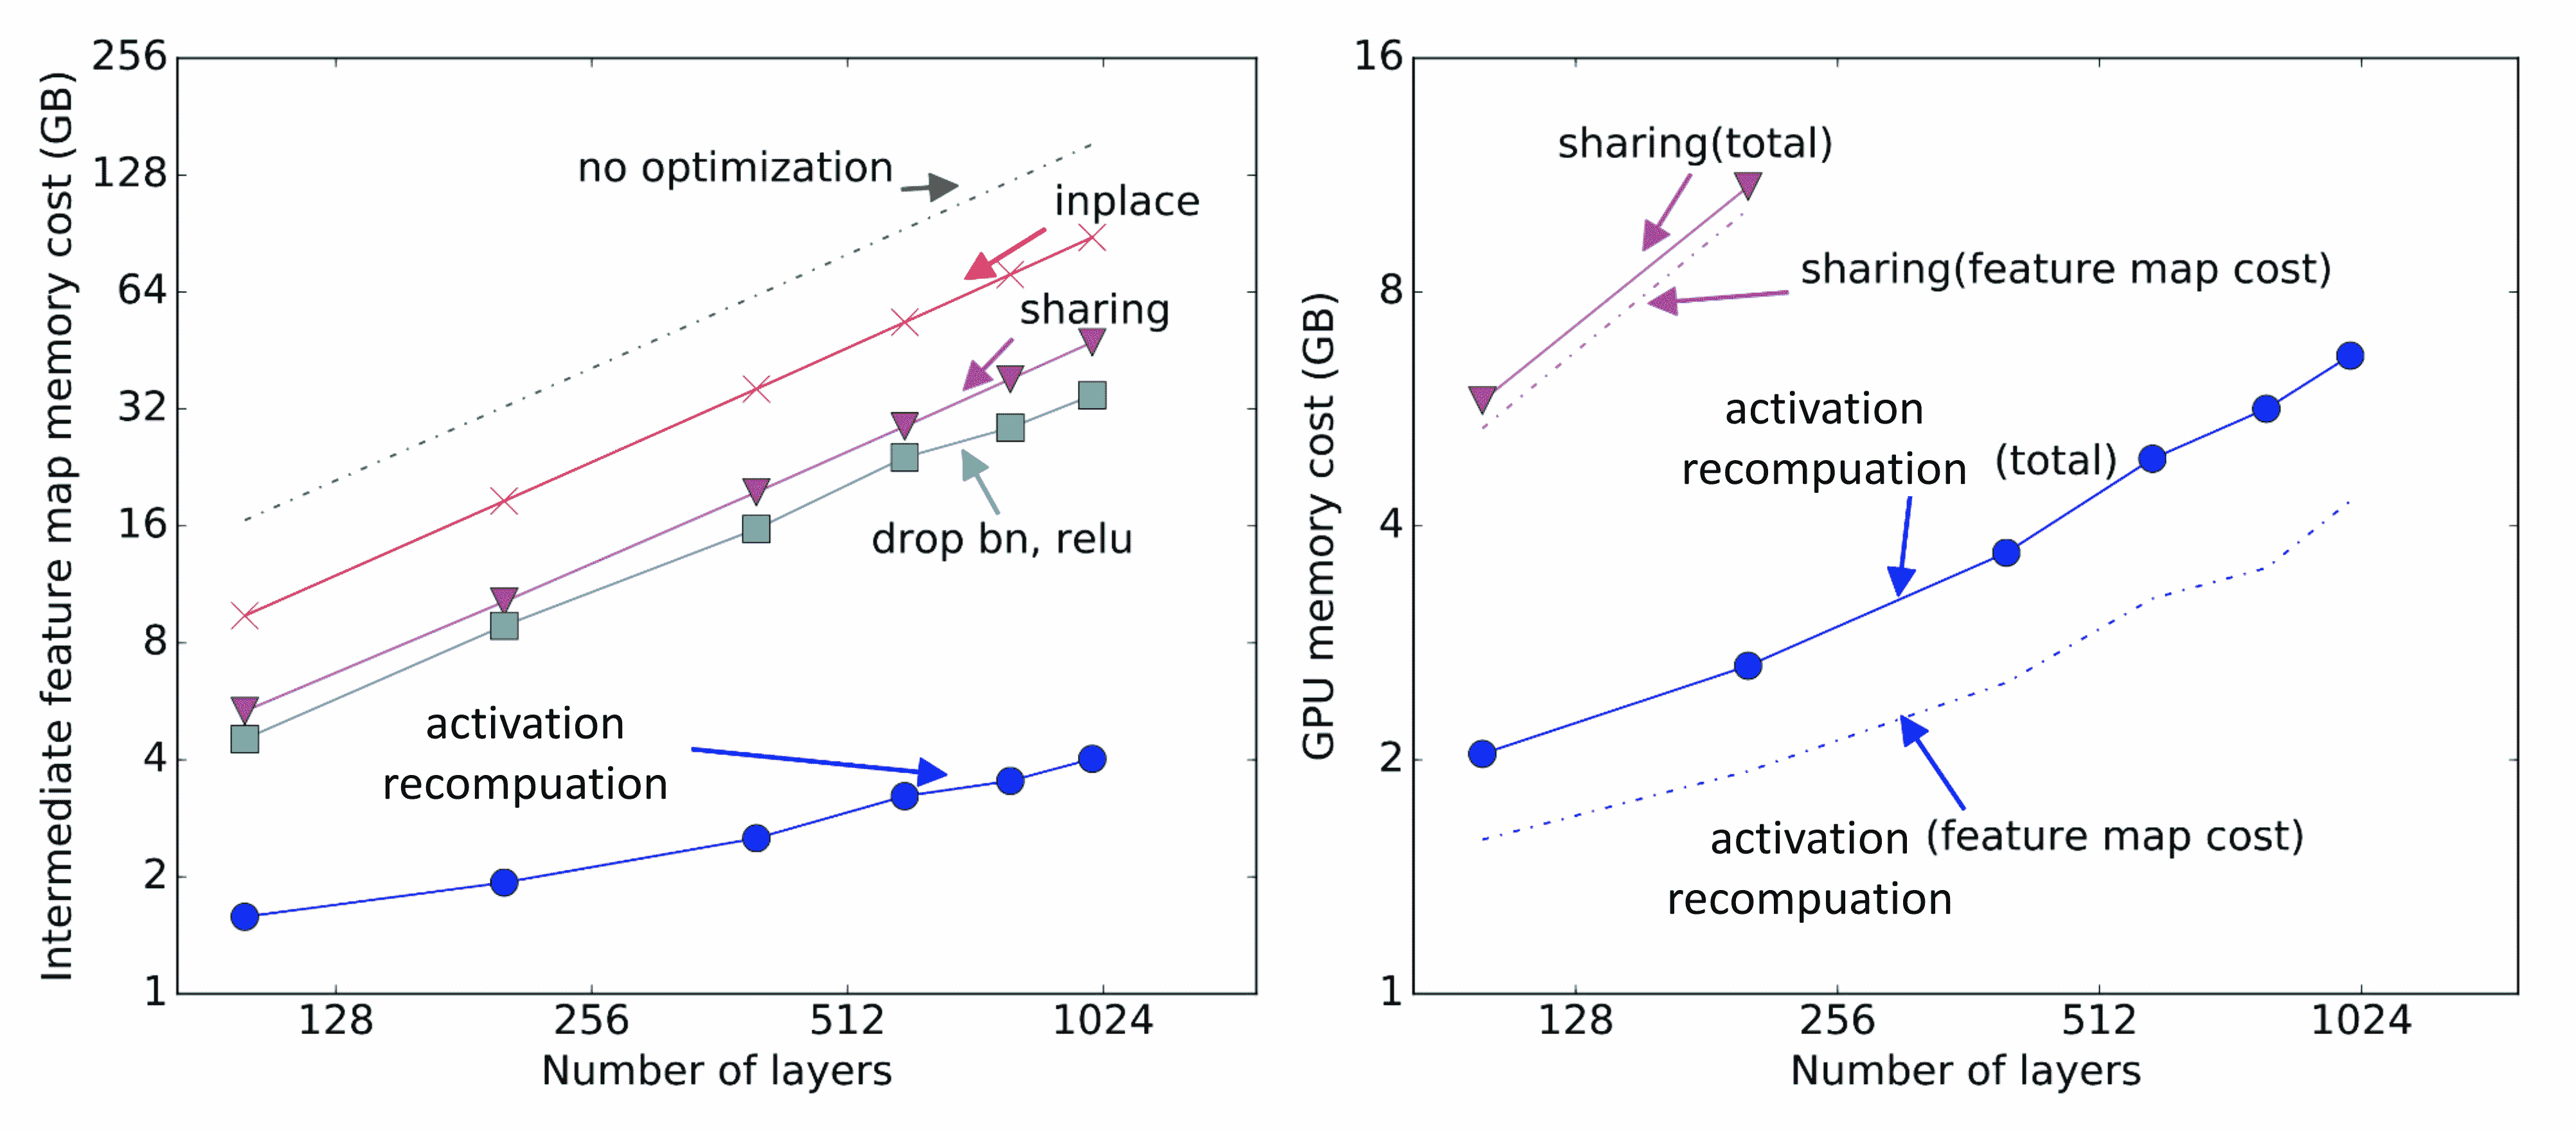 Intermediate feature map memory cost (GB)
256
128
64
32
16
8
4
2
1
no optimization
inplace
sharing
drop bn, relu
activation
recompuation
128
256
512
1024
Number of layers
GPU memory cost (GB)
16
8
4
2
1
sharing(total)
sharing(feature map cost)
activation
recompuation (total)
activation (feature map cost)
recompuation
128
256
512
1024
Number of layers